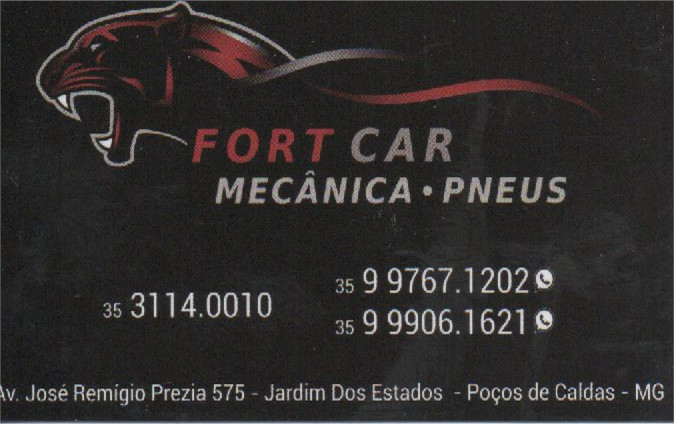 FORT CAR
MECÂNICA • PNEUS
35 3114.0010
35 9 9767.1202
35 9 9906.1621
Av. José Remígio Prezia 575 - Jardim Dos Estados - Poços de Caldas - MG